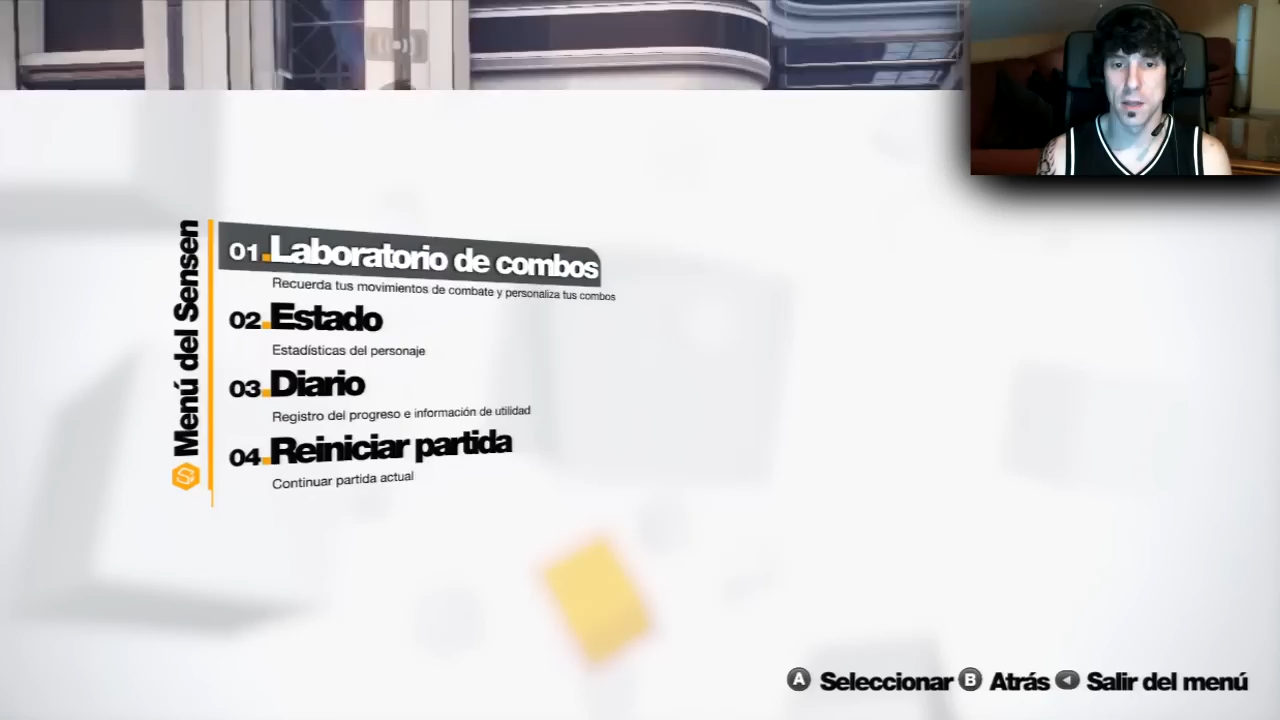 Menú del Sensen
01.Laboratorio de combos
Recuerda tus movimientos de combate y personaliza tus combos
02.Estado
Estadísticas del personaje
03.Diario
Registro del progreso e información de utilidad
04.Reiniciar partida
Continuar partida actual
A Seleccionar B Atrás Salir del menú